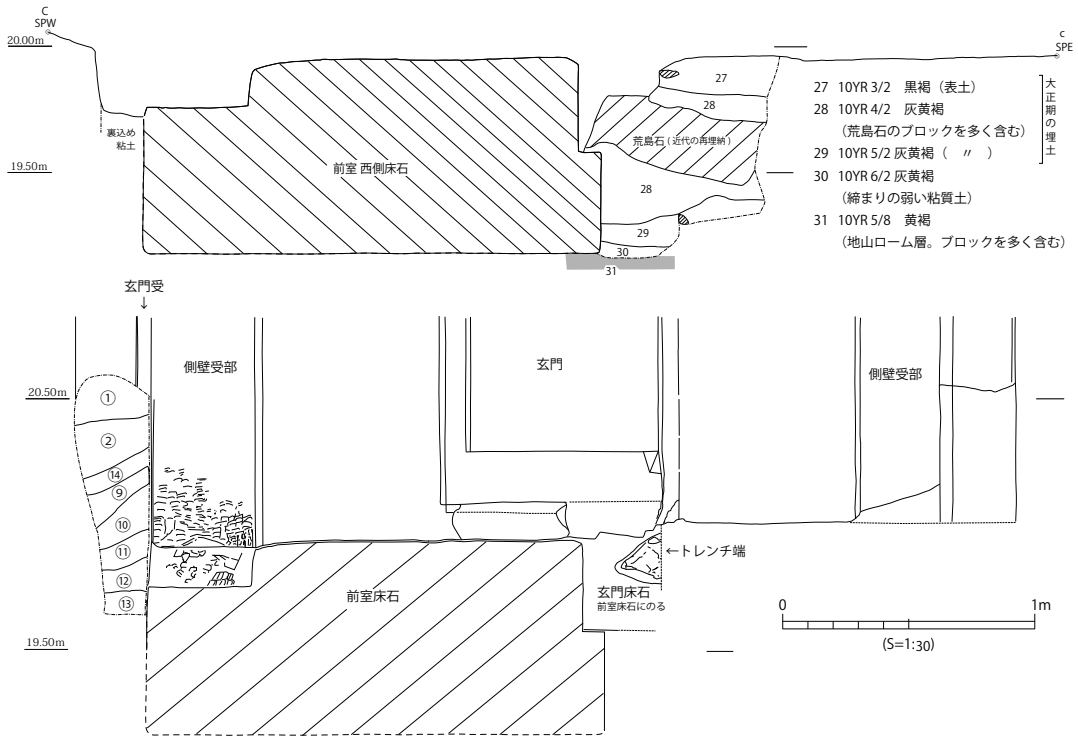 C
SPW
20.00m
c
SPE
裏込め
粘土
前室 西側床石
19.50m
27
28
荒島石(近代の再埋納)
28
29
30
31
27 10YR 3/2 黒褐(表土)
28 10YR 4/2 灰黄褐
(荒島石のブロックを多く含む)
29 10YR 5/2 灰黄褐( 〃 )
30 10YR 6/2 灰黄褐
(締まりの弱い粘質土)
31 10YR 5/8 黄褐
(地山ローム層。ブロックを多く含む)
大正期の埋土
玄門受
↓
側壁受部
玄門
側壁受部
20.50m
①
②
⑭
⑨
⑩
⑪
⑫
⑬
←トレンチ端
前室床石
玄門床石
前室床石にのる
19.50m
0 1m
(S=1:30)